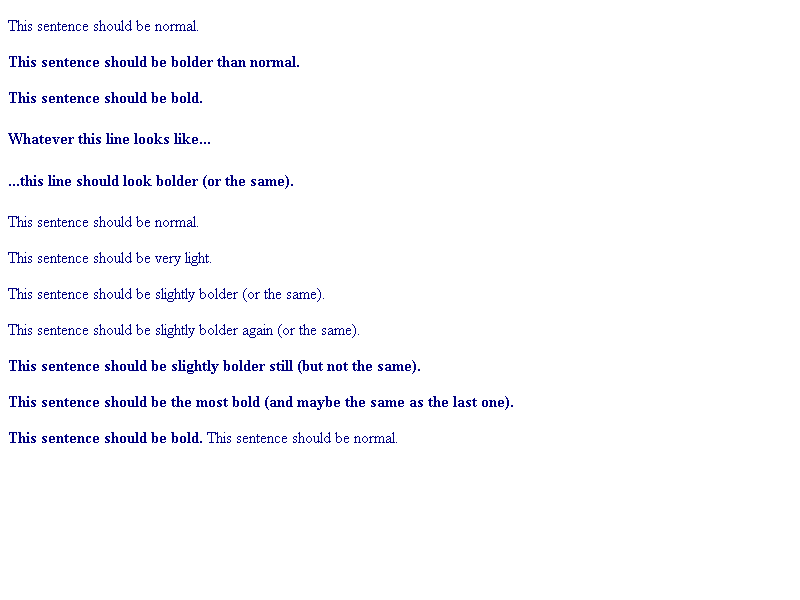 This sentence should be normal.
This sentence should be bolder than normal.
This sentence should be bold.
Whatever this line looks like...
...this line should look bolder (or the same).
This sentence should be normal.
This sentence should be very light.
This sentence should be slightly bolder (or the same).
This sentence should be slightly bolder again (or the same).
This sentence should be slightly bolder still (but not the same).
This sentence should be the most bold (and maybe the same as the last one).
This sentence should be bold. This sentence should be normal.